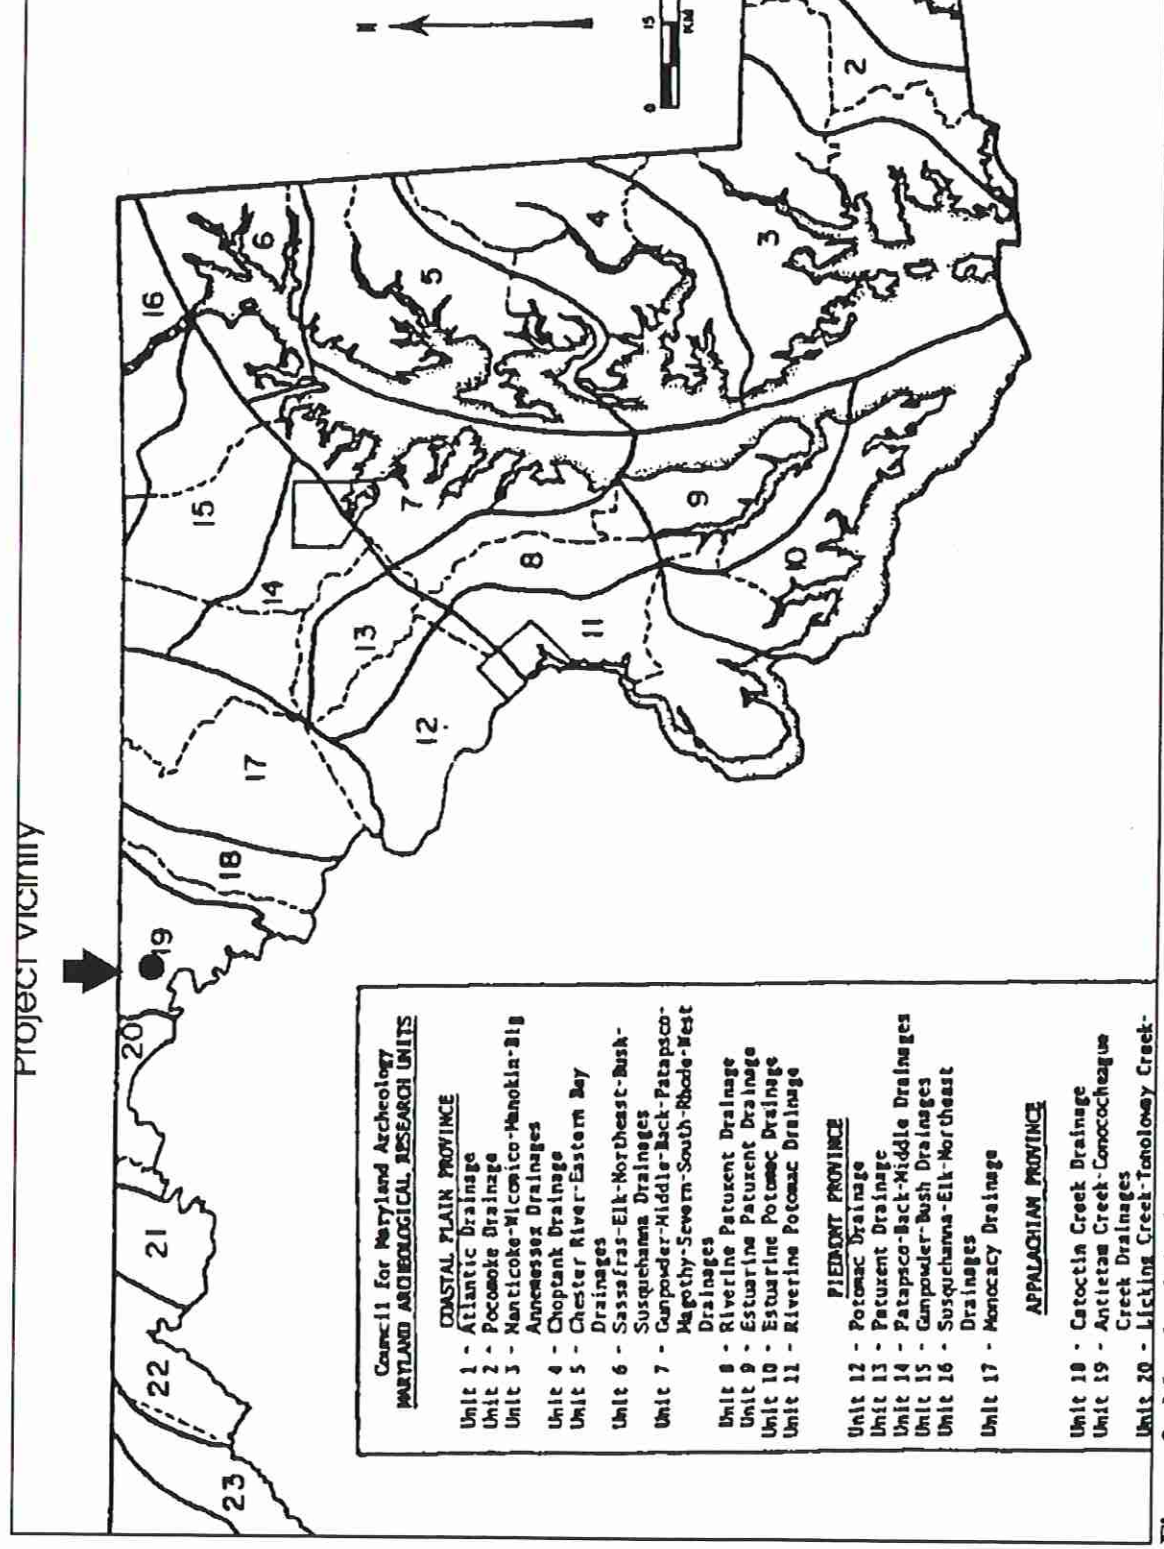 Project Vicinity
N
0 15
KM
16
6
15
14
17
18
19
20
21
22
23
13
12
7
8
11
5
4
9
10
3
2
Council For Maryland Archeology
MARYLAND ARCHEOLOGICAL RESEARCH UNITS
COASTAL PLAIN PROVINCE
Unit 1 - Atlantic Drainage
Unit 2 - Pocomoke Drainage
Unit 3 - Nanticoke-Wicomico-Manokin-Big
Annemessex Drainages
Unit 4 - Choptank Drainage
Unit 5 - Chester River-Eastern Bay
Drainages
Unit 6 - Sassafras-Elk-Northeast-Bush-
Susquehanna Drainages
Unit 7 - Gunpowder-Middle-Back-Patapsco-
Magothy-Severn-South-Rhode-West
Drainages
Unit 8 - Riverine Patuxent Drainage
Unit 9 - Estuarine Patuxent Drainage
Unit 10 - Estuarine Potomac Drainage
Unit 11 - Riverine Potomac Drainage
PIEDMONT PROVINCE
Unit 12 - Potomac Drainage
Unit 13 - Patuxent Drainage
Unit 14 - Patapsco-Back-Middle Drainages
Unit 15 - Gunpowder-Bush Drainages
Unit 16 - Susquehanna-Elk-Northeast
Drainages
Unit 17 - Monocacy Drainage
APPALACHIAN PROVINCE
Unit 18 - Catoctin Creek Drainage
Unit 19 - Antietam Creek-Conococheague
Creek Drainages
Unit 20 - Licking Creek-Tonoloway Creek-